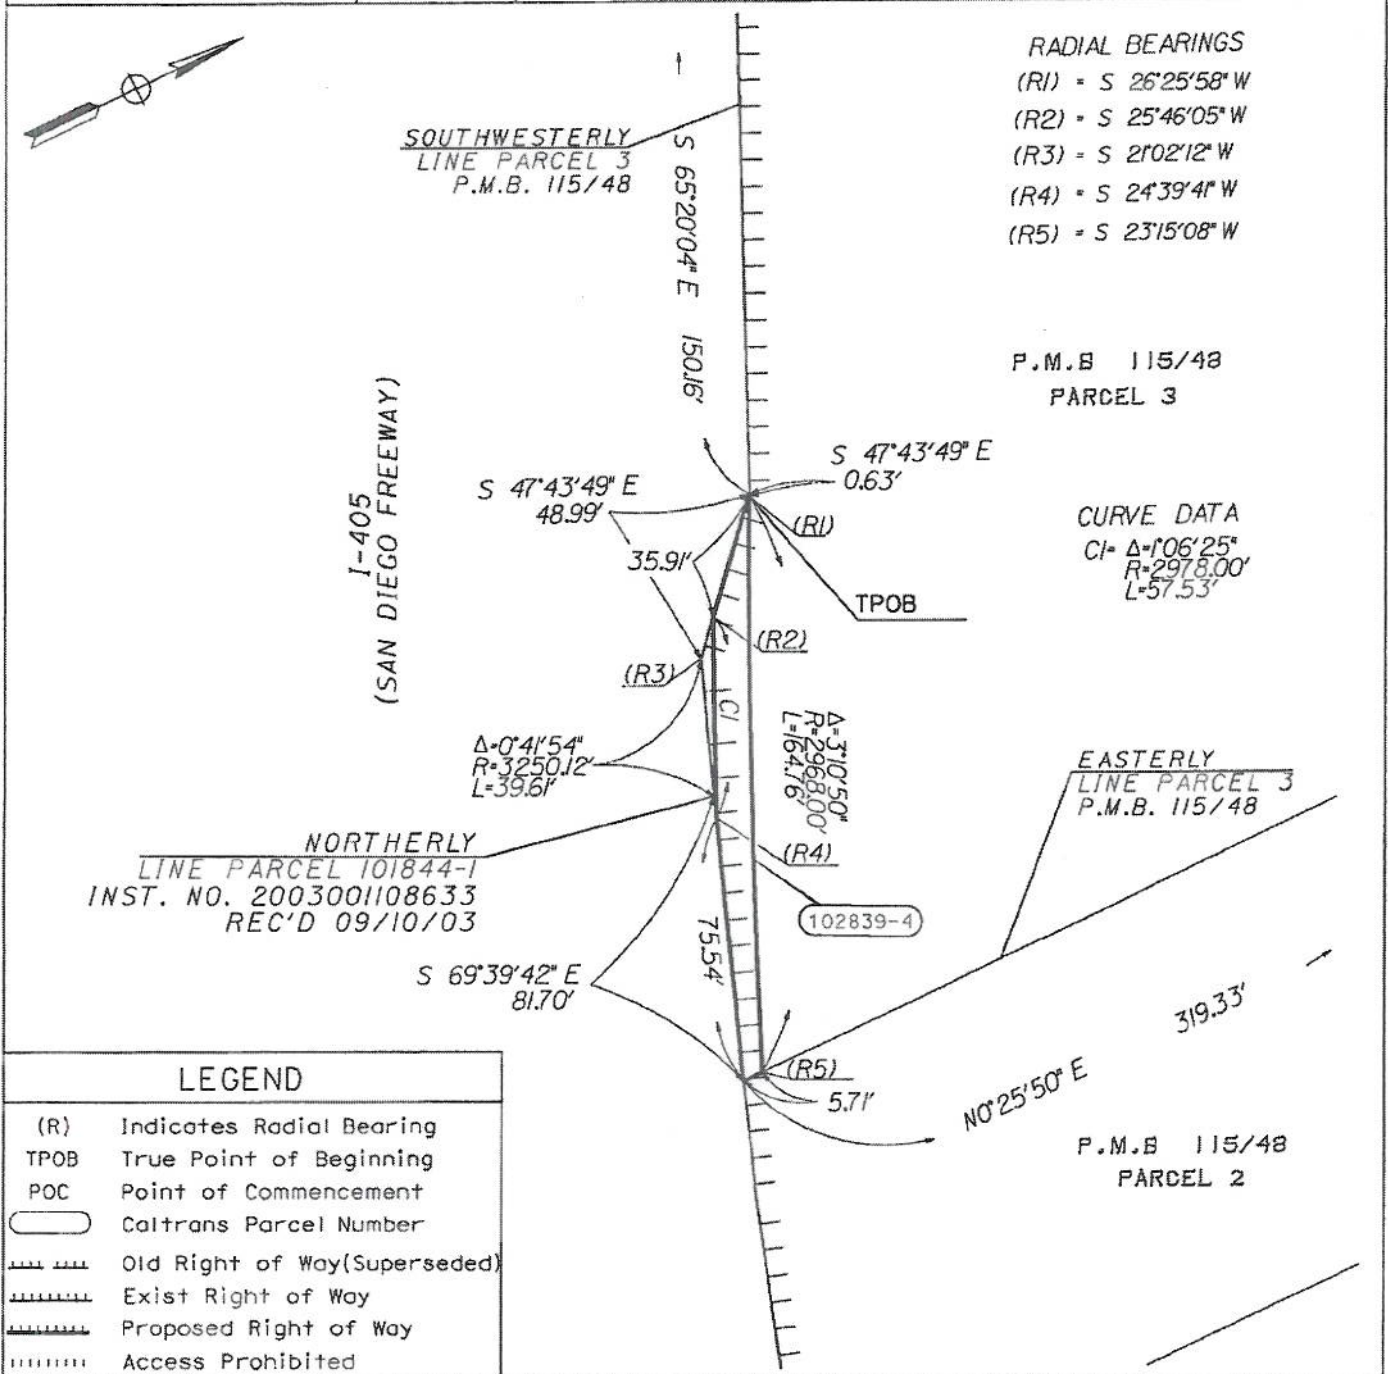 RADIAL BEARINGS
(R1) = S 26°25'58" W
(R2) = S 25°46'05" W
(R3) = S 21°02'12" W
(R4) = S 24°39'41" W
(R5) = S 23°15'08" W
SOUTHWESTERLY
LINE PARCEL 3
P.M.B. 115/48
S 65°20'04" E 150.16'
P.M.B 115/48
PARCEL 3
I-405
(SAN DIEGO FREEWAY)
S 47°43'49" E
0.63'
S 47°43'49" E
48.99'
(R1)
35.91'
CURVE DATA
C1= Δ=1°06'25"
R=2978.00'
L=57.53'
TPOB
(R2)
(R3)
C1
Δ=3°10'50"
R=2968.00'
L=164.76'
Δ=0°41'54"
R=3250.12'
L=39.61'
EASTERLY
LINE PARCEL 3
P.M.B. 115/48
NORTHERLY
LINE PARCEL 101844-1
INST. NO. 2003001108633
REC'D 09/10/03
(R4)
102839-4
75.54'
S 69°39'42" E
81.70'
319.33'
N0°25'50" E
(R5)
5.71'
P.M.B 115/48
PARCEL 2
LEGEND
(R) Indicates Radial Bearing
TPOB True Point of Beginning
POC Point of Commencement
Caltrans Parcel Number
Old Right of Way(Superseded)
Exist Right of Way
Proposed Right of Way
Access Prohibited